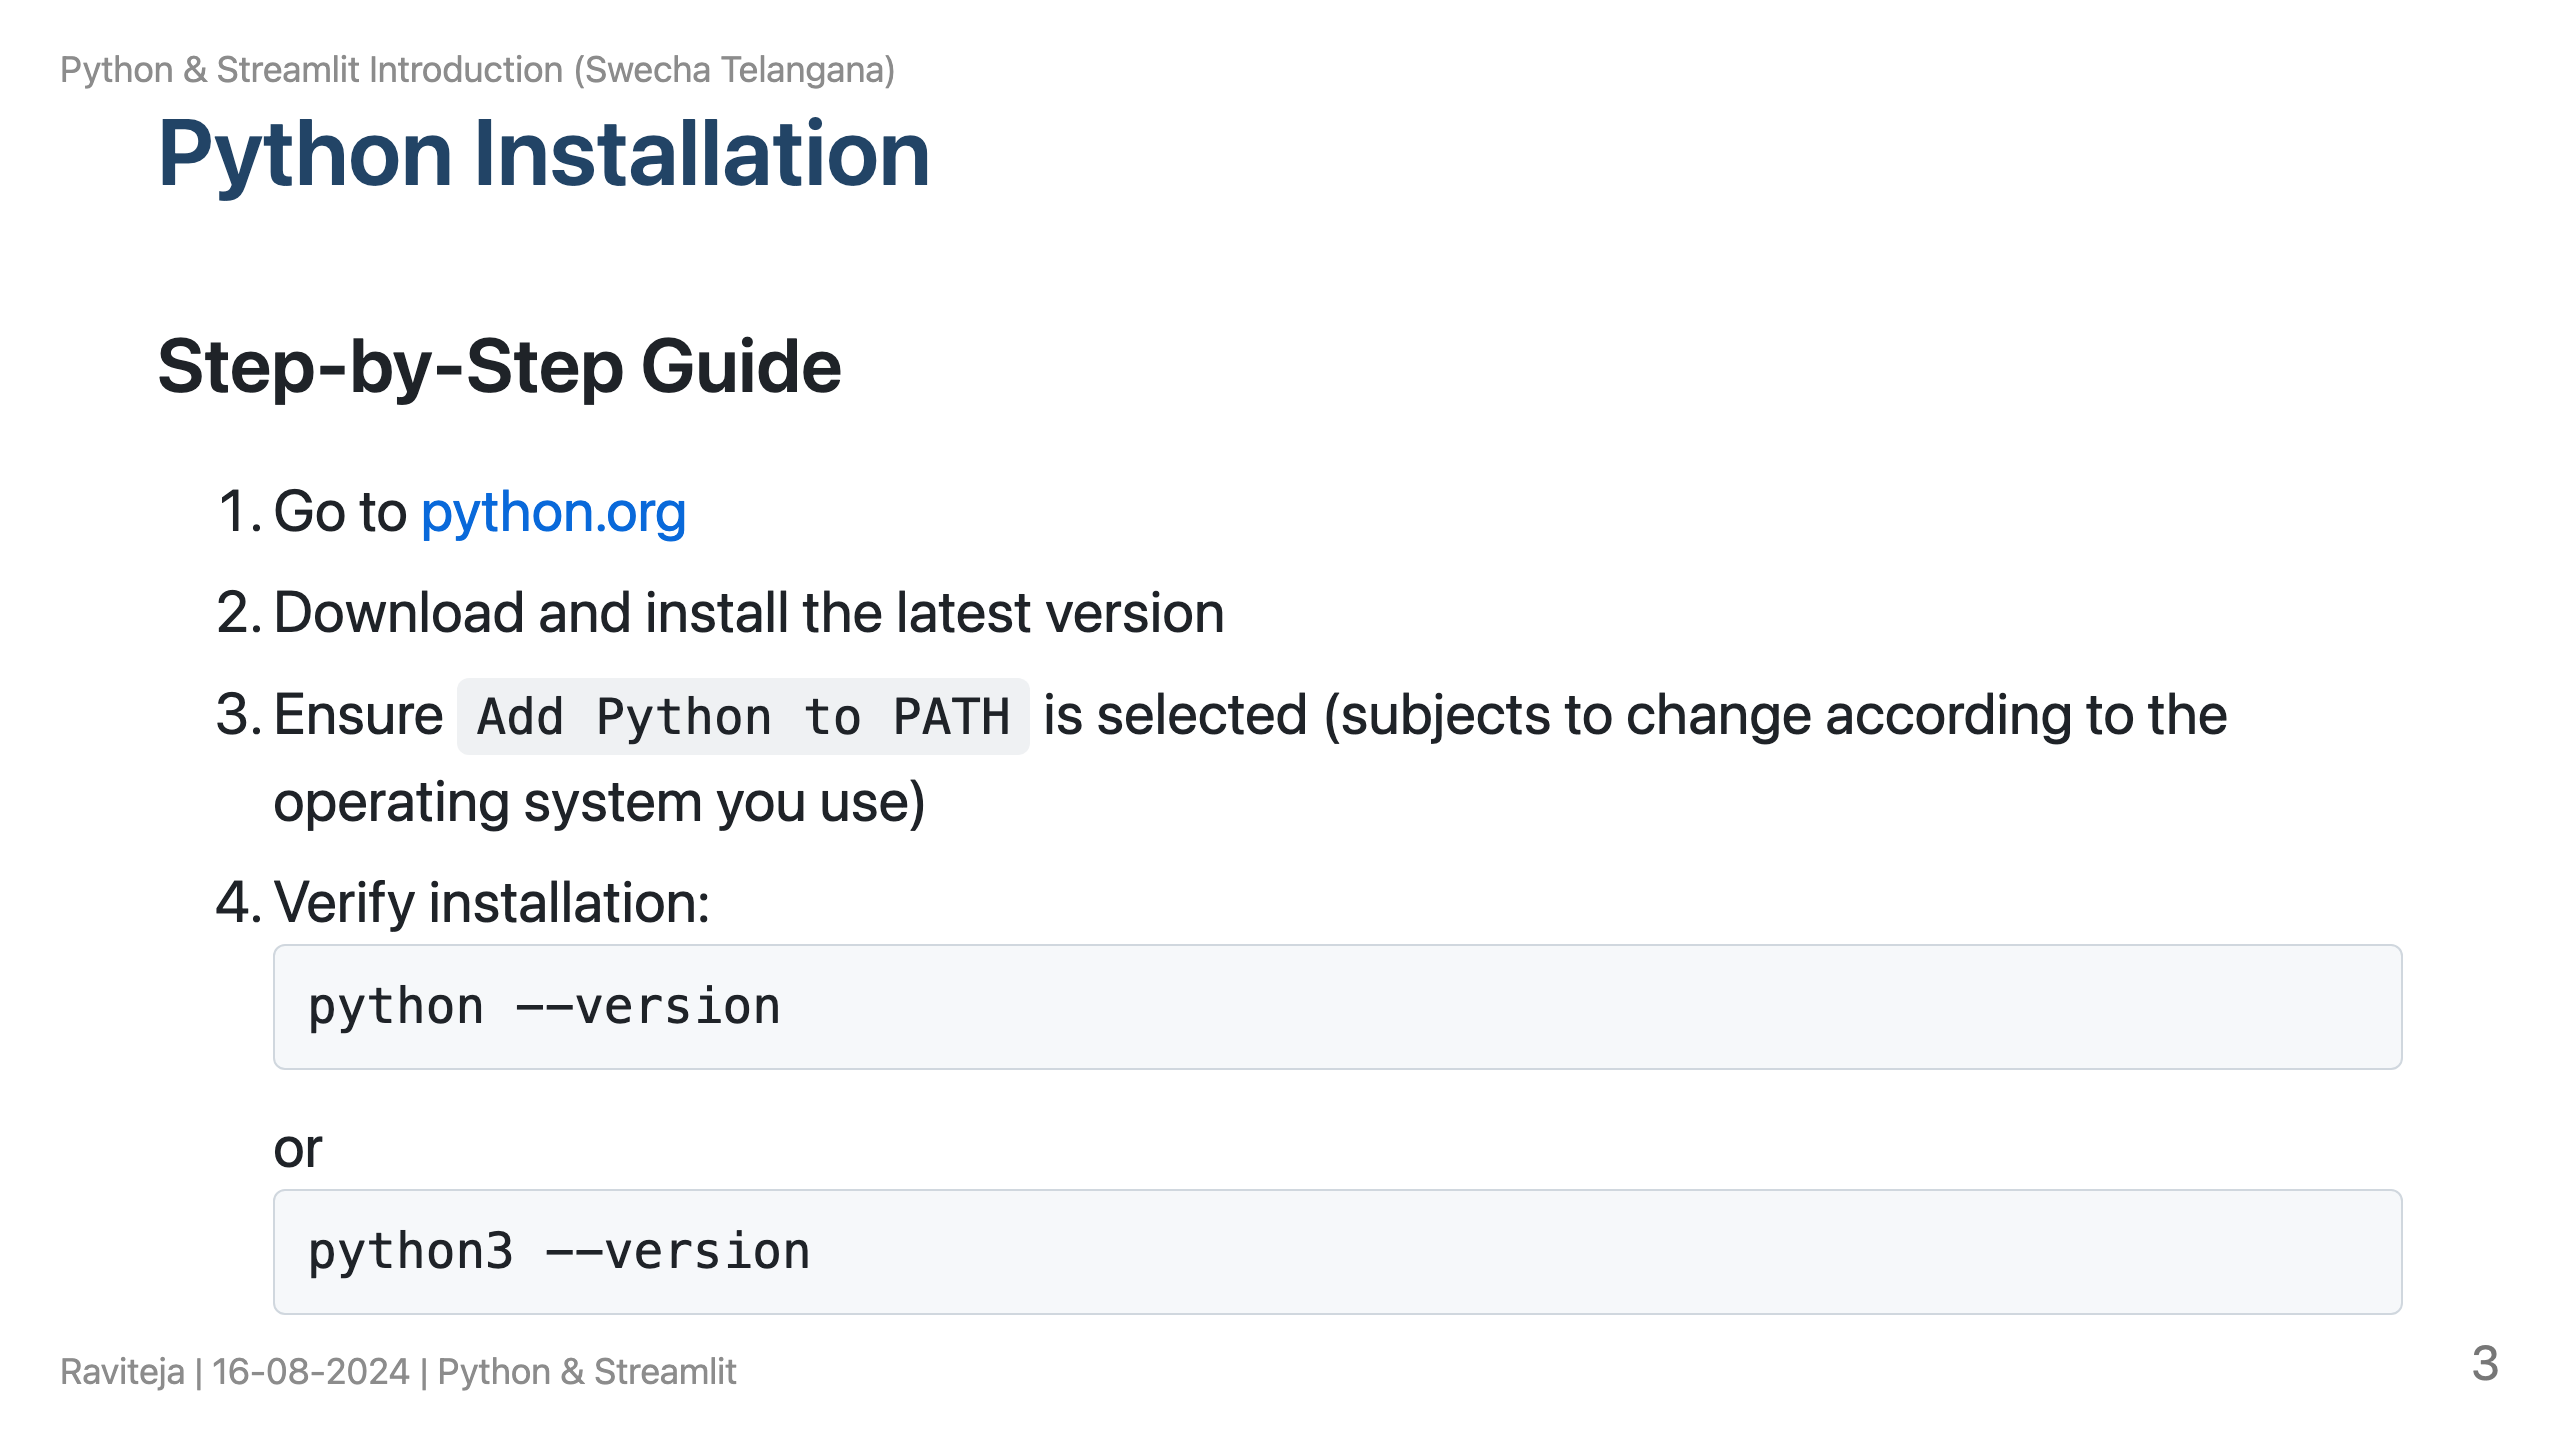 Python & Streamlit Introduction (Swecha Telangana)
Python Installation
Step-by-Step Guide
1. Go to python.org
2. Download and install the latest version
3. Ensure Add Python to PATH is selected (subjects to change according to the
operating system you use)
4. Verify installation:
python --version
or
python3 --version
Raviteja | 16-08-2024 | Python & Streamlit
3